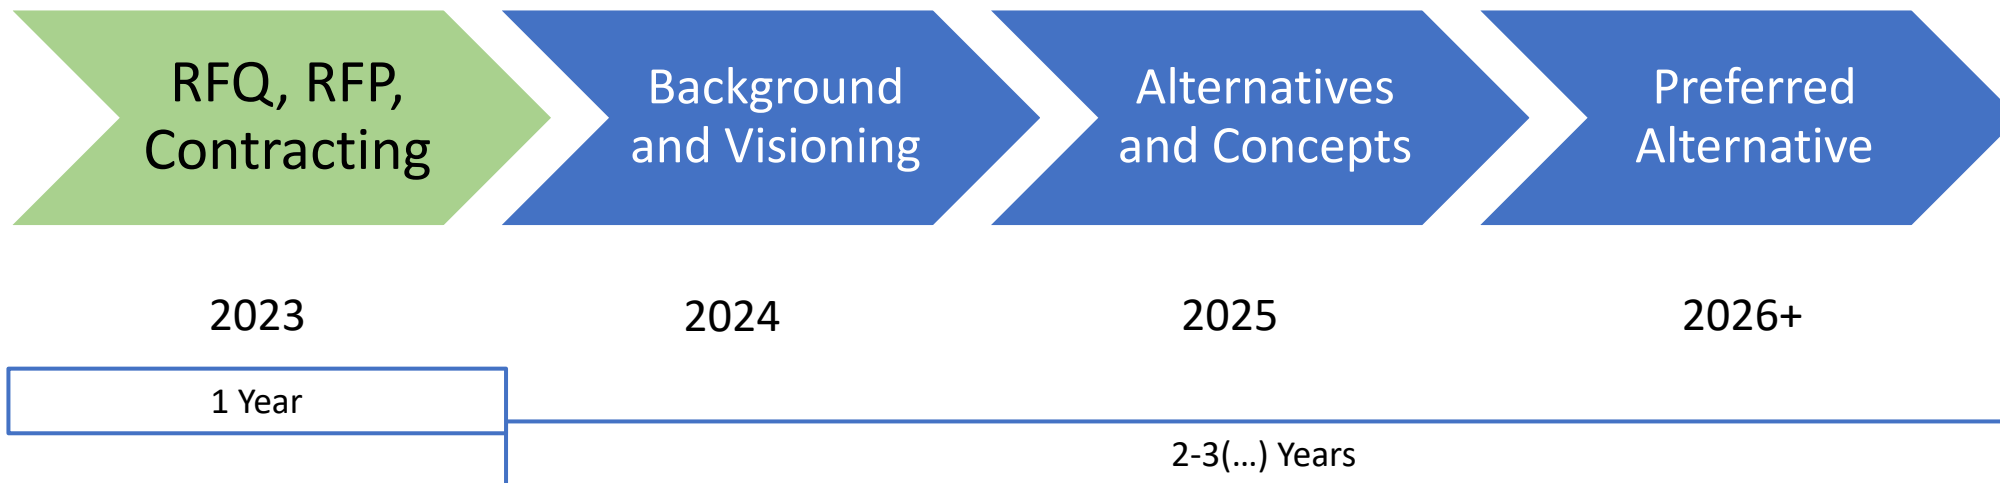 RFQ, RFP,
Contracting
Background
and Visioning
Alternatives
and Concepts
Preferred
Alternative
2023
2024
2025
2026+
1 Year
2-3(...) Years